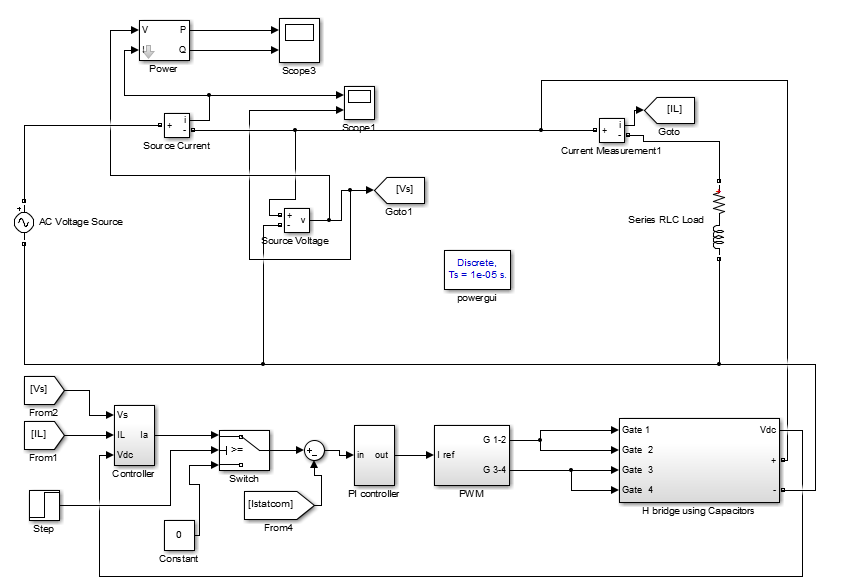 V
P
I
Q
Power
Scope3
i
+
-
Source Current
Scope1
i
+
-
Current Measurement1
[IL]
Goto
[Vs]
Goto1
+
AC Voltage Source
+
-
v
Source Voltage
Series RLC Load
+
Discrete,
Ts = 1e-05 s.
powergui
[Vs]
From2
[IL]
From1
Vs
IL
Vdc
Ia
Controller
>=
Switch
+
-
in
out
PI controller
I ref
G 1-2
G 3-4
PWM
Gate 1
Gate 2
Gate 3
Gate 4
Vdc
+
-
H bridge using Capacitors
[Istatcom]
From4
Step
0
Constant